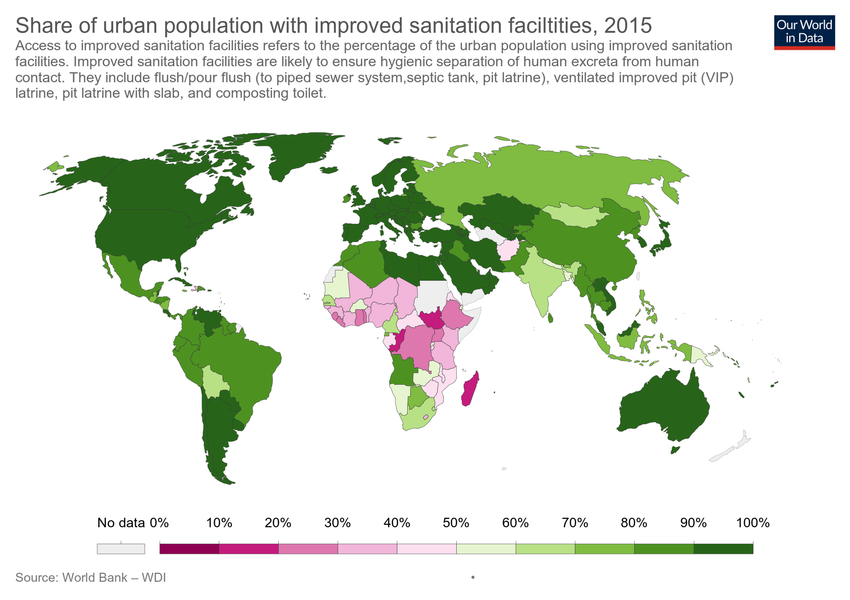 Share of urban population with improved sanitation faciltities, 2015
Our World
in Data
Access to improved sanitation facilities refers to the percentage of the urban population using improved sanitation
facilities. Improved sanitation facilities are likely to ensure hygienic separation of human excreta from human
contact. They include flush/pour flush (to piped sewer system,septic tank, pit latrine), ventilated improved pit (VIP)
latrine, pit latrine with slab, and composting toilet.
No data 0% 10% 20% 30% 40% 50% 60% 70% 80% 90% 100%
Source: World Bank – WDI •